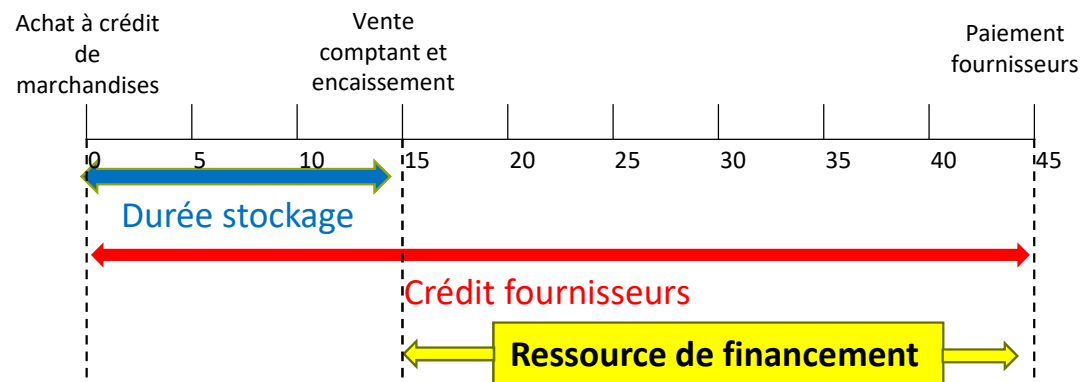 Achat à crédit
de
marchandises
Vente
comptant et
encaissement
Paiement
fournisseurs
0 5 10 15 20 25 30 35 40 45
Durée stockage
Crédit fournisseurs
Ressource de financement